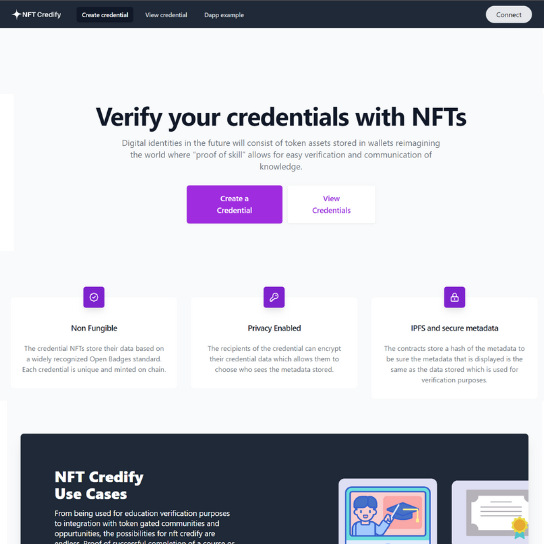 NFT Credify
Create credential
View credential
Dapp example
Connect
Verify your credentials with NFTs
Digital identities in the future will consist of token assets stored in wallets reimagining
the world where "proof of skill" allows for easy verification and communication of
knowledge.
Create a
Credential
View
Credentials
Non Fungible
The credential NFTs store their data based on
a widely recognized Open Badges standard.
Each credential is unique and minted on chain.
Privacy Enabled
The recipients of the credential can encrypt
their credential data which allows them to
choose who sees the metadata stored.
IPFS and secure metadata
The contracts store a hash of the metadata to
be sure the metadata that is displayed is the
same as the data stored which is used for
verification purposes.
NFT Credify
Use Cases
From being used for education verification purposes
to integration with token gated communities and
oppurtunities, the possibilities for nft credify are
endless. Proof of successful completion of a course or